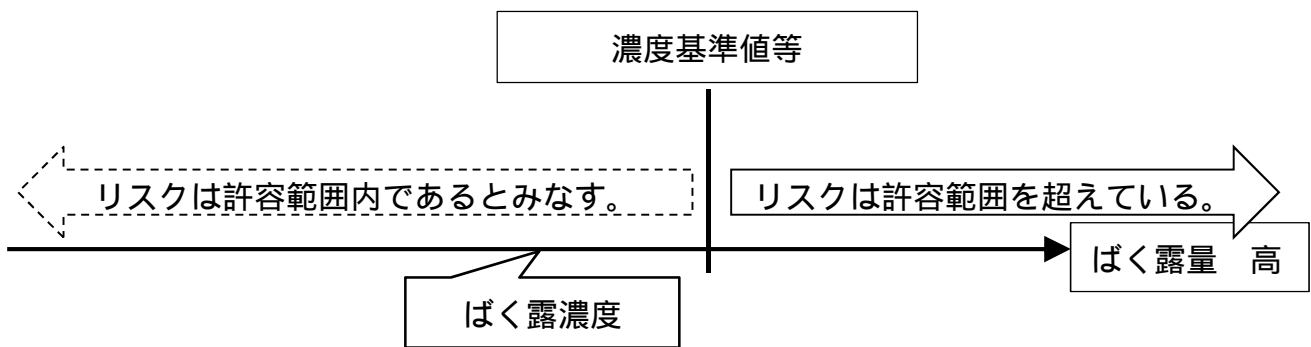 濃度基準値等
リスクは許容範囲内であるとみなす。
リスクは許容範囲を超えている。
ばく露量　高
ばく露濃度